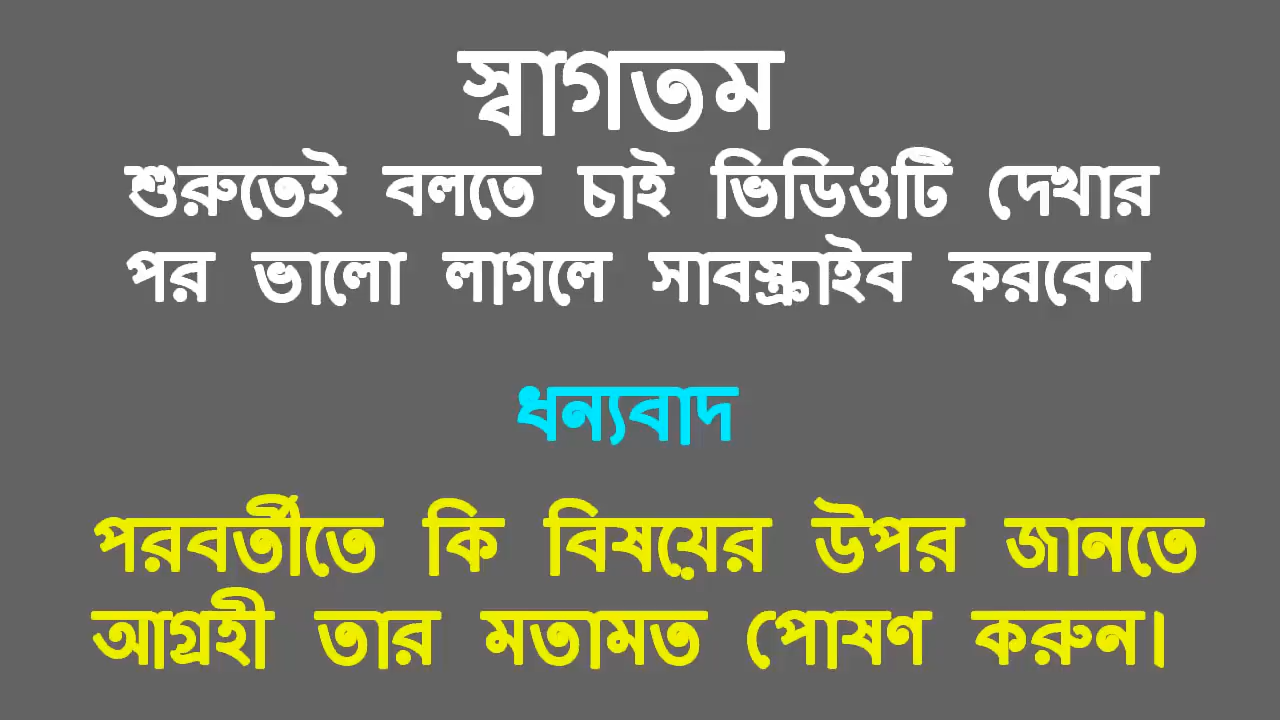 স্বাগতম
শুরুতেই বলতে চাই ভিডিওটি দেখার
পর ভালো লাগলে সাবস্ক্রাইব করবেন
ধন্যবাদ
পরবর্তীতে কি বিষয়ের উপর জানতে
আগ্রহী তার মতামত পোষণ করুন।